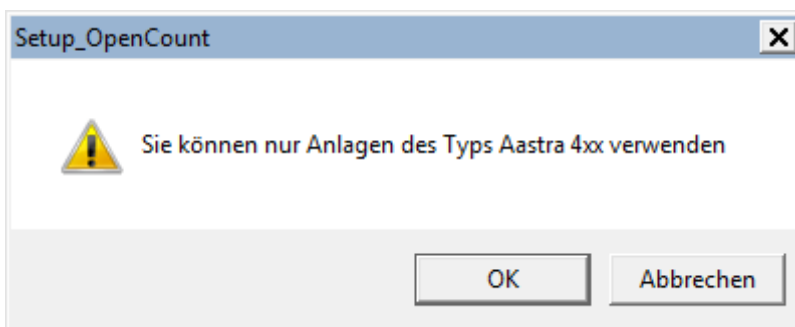 Setup_OpenCount
Sie können nur Anlagen des Typs Aastra 4xx verwenden
OK
Abbrechen